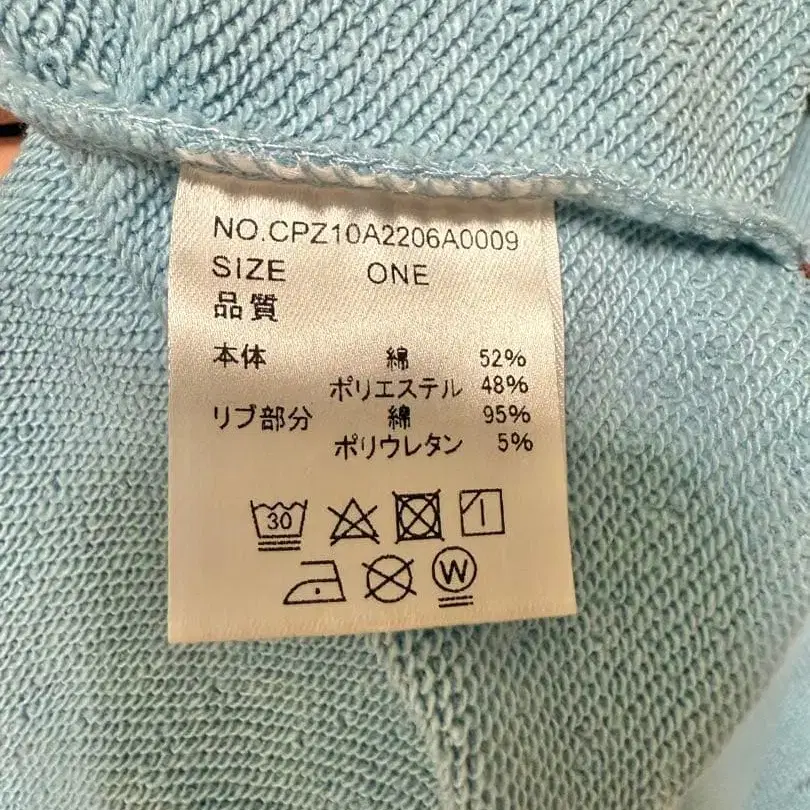 NO.CPZ10A2206A0009
SIZE ONE
品質
本体 綿 52%
ポリエステル 48%
リブ部分 綿 95%
ポリウレタン 5%
30
W